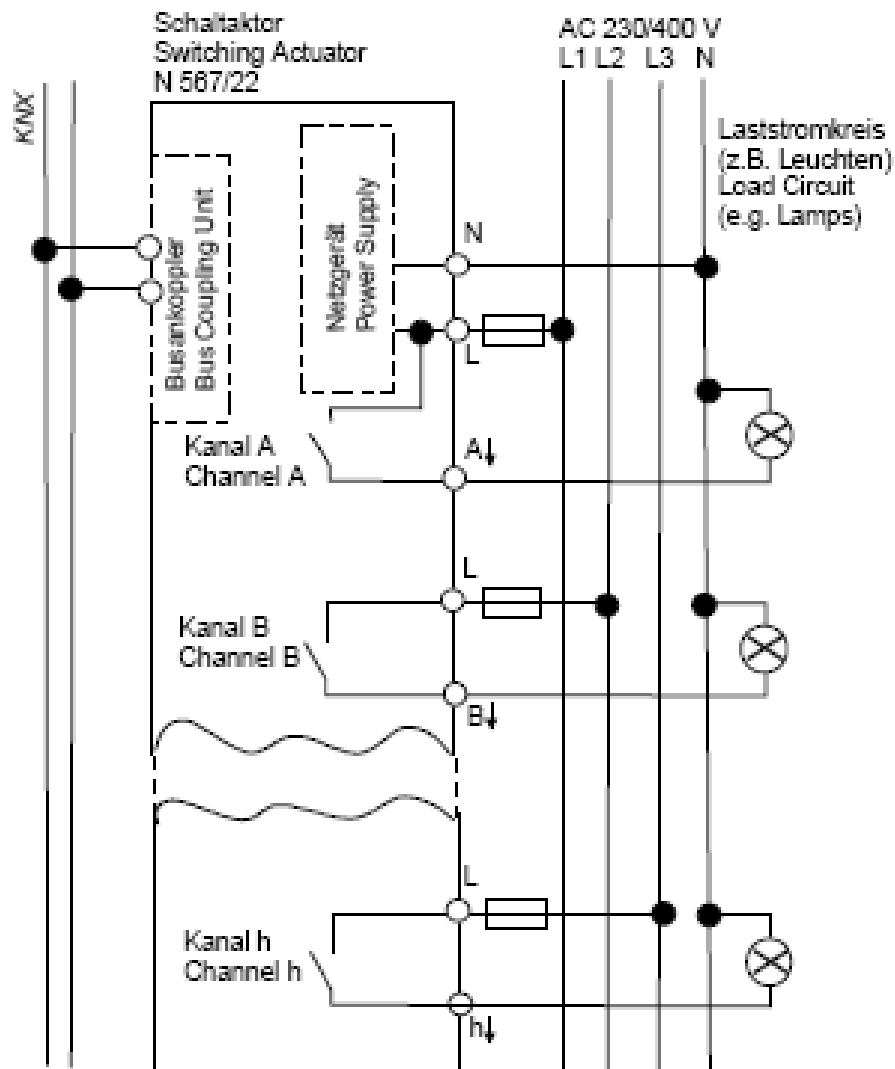 Schaltaktor
Switching Actuator
N 567/22
AC 230/400 V
L1 L2 L3 N
KNX
Laststromkreis
(z.B. Leuchten)
Load Circuit
(e.g. Lamps)
Busankoppler
Bus Coupling Unit
Netzgerät
Power Supply
N
L
Kanal A
Channel A
A↓
L
Kanal B
Channel B
B↓
L
Kanal h
Channel h
h↓